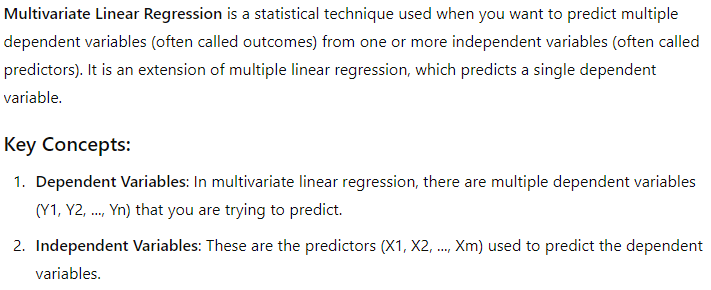 Multivariate Linear Regression is a statistical technique used when you want to predict multiple
dependent variables (often called outcomes) from one or more independent variables (often called
predictors). It is an extension of multiple linear regression, which predicts a single dependent
variable.
Key Concepts:
1. Dependent Variables: In multivariate linear regression, there are multiple dependent variables
(Y1, Y2, ..., Yn) that you are trying to predict.
2. Independent Variables: These are the predictors (X1, X2, ..., Xm) used to predict the dependent
variables.